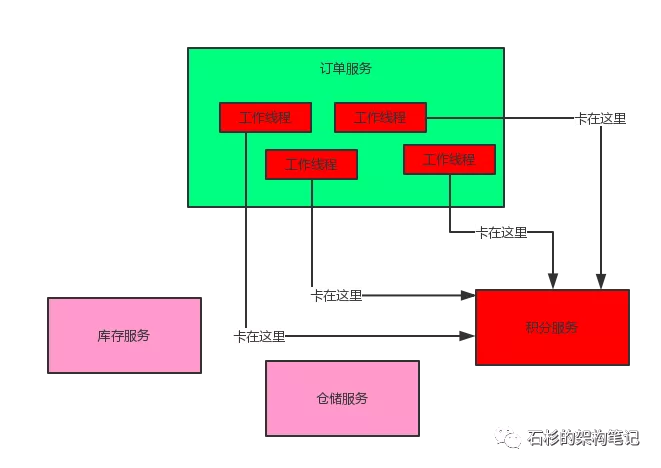 订单服务
工作线程
工作线程
卡在这里
工作线程
工作线程
卡在这里
卡在这里
库存服务
卡在这里
积分服务
仓储服务
石杉的架构笔记